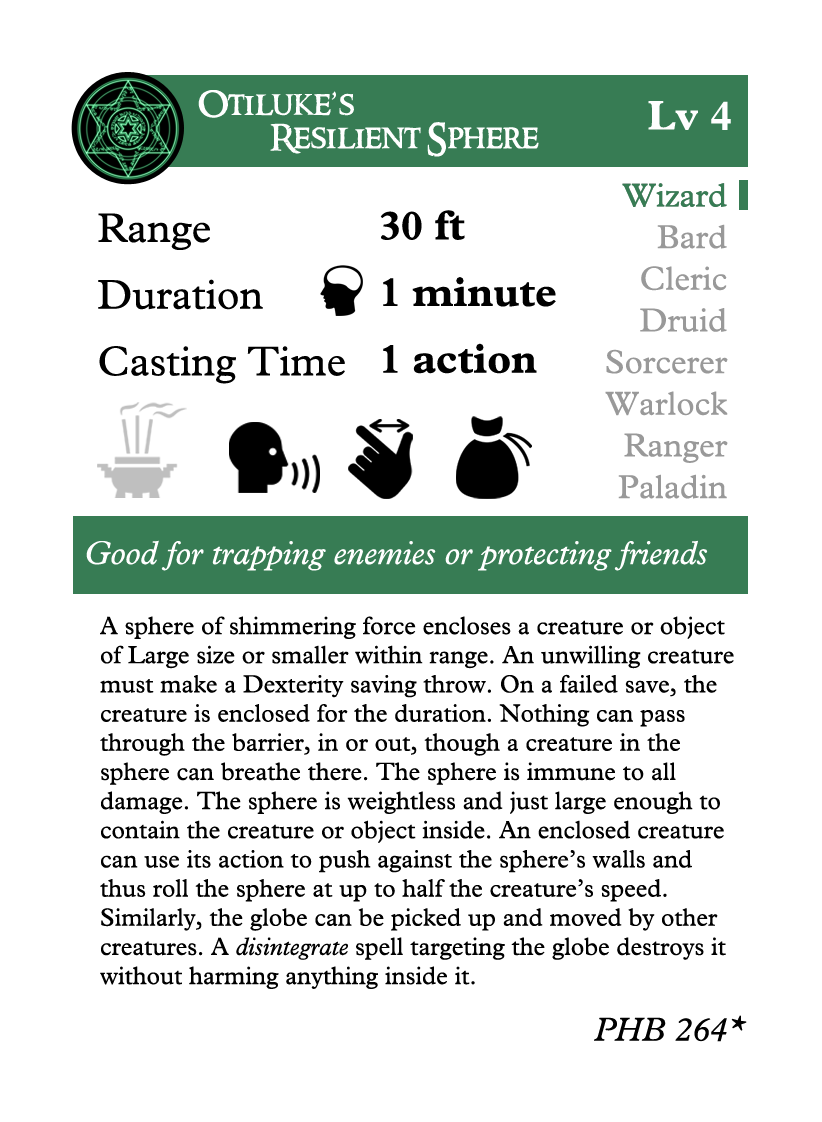 Otiluke's
Resilient Sphere
Lv 4
Range 30 ft
Duration 1 minute
Casting Time 1 action
Wizard
Bard
Cleric
Druid
Sorcerer
Warlock
Ranger
Paladin
Good for trapping enemies or protecting friends
A sphere of shimmering force encloses a creature or object
of Large size or smaller within range. An unwilling creature
must make a Dexterity saving throw. On a failed save, the
creature is enclosed for the duration. Nothing can pass
through the barrier, in or out, though a creature in the
sphere can breathe there. The sphere is immune to all
damage. The sphere is weightless and just large enough to
contain the creature or object inside. An enclosed creature
can use its action to push against the sphere's walls and
thus roll the sphere at up to half the creature's speed.
Similarly, the globe can be picked up and moved by other
creatures. A disintegrate spell targeting the globe destroys it
without harming anything inside it.
PHB 264*